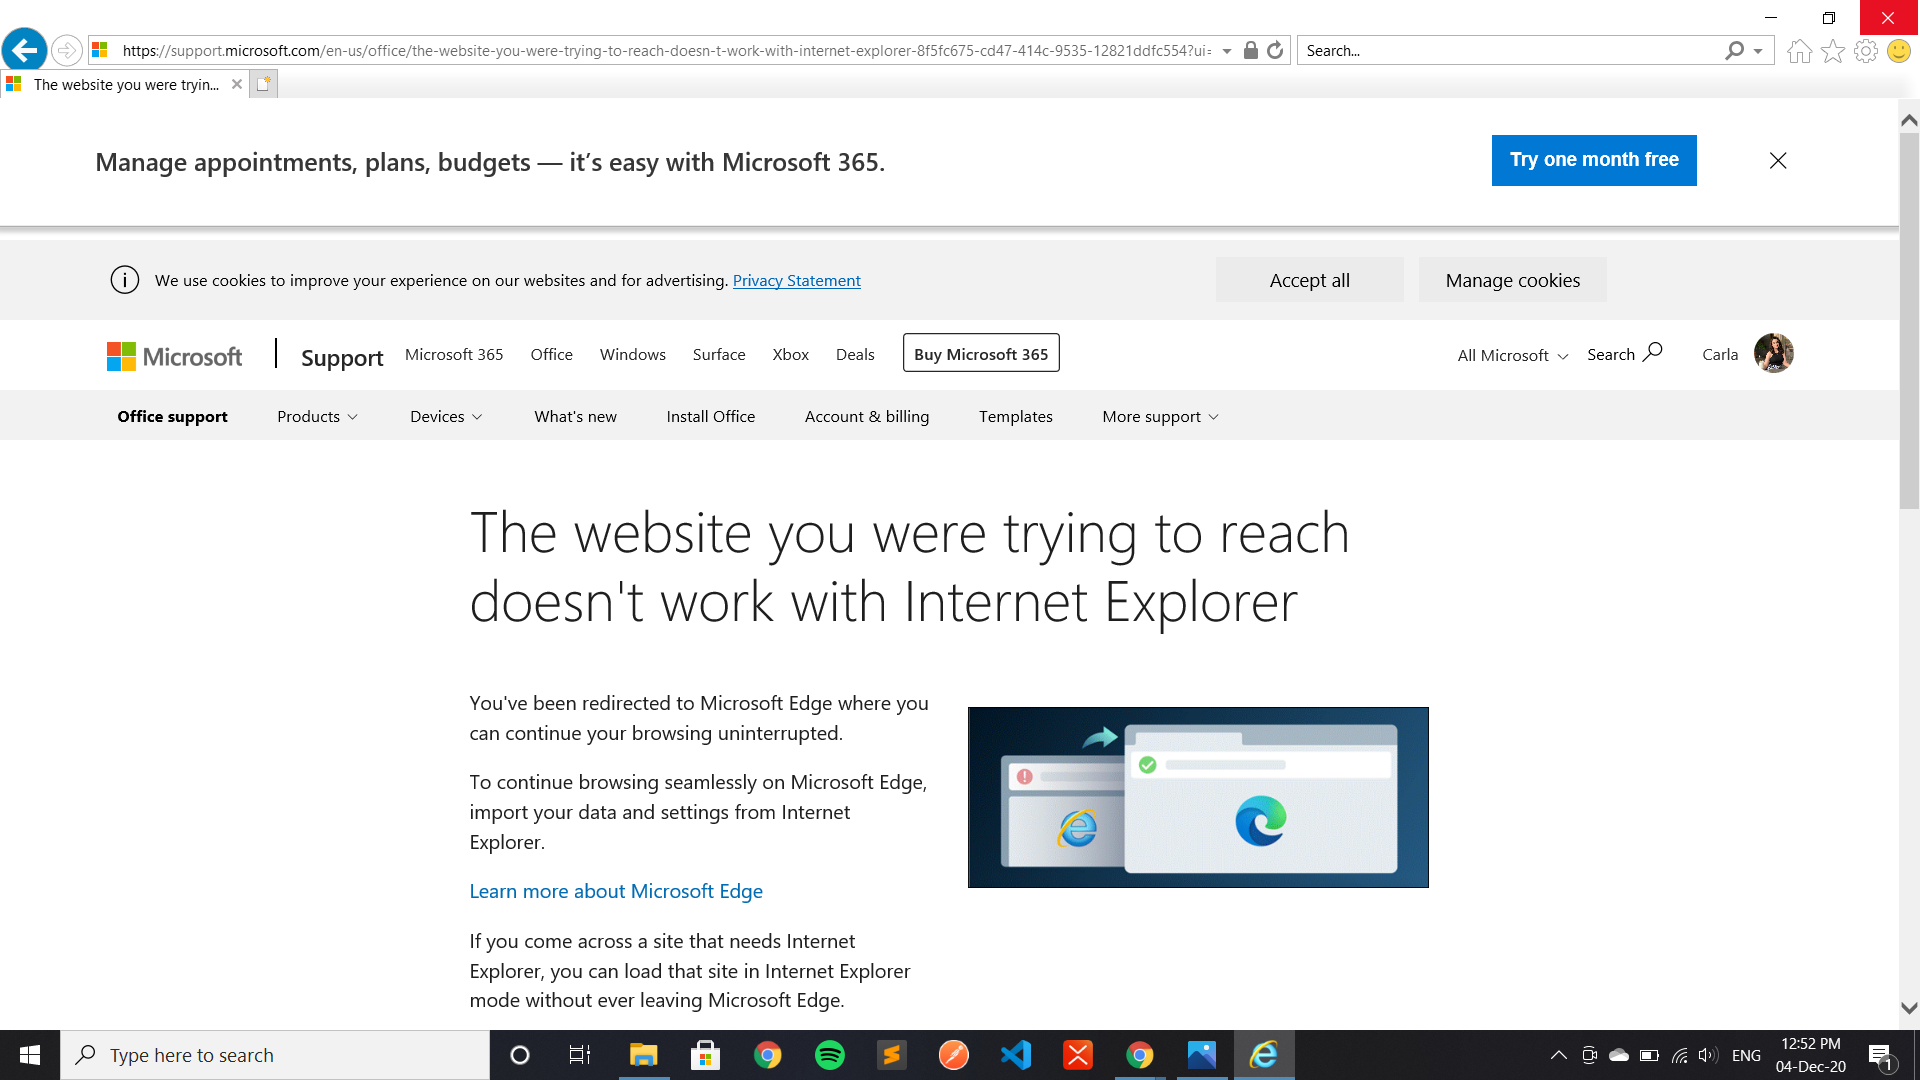 https://support.microsoft.com/en-us/office/the-website-you-were-trying-to-reach-doesn-t-work-with-internet-explorer-8f5fc675-cd47-414c-9535-12821ddfc554?ui=
Search...
The website you were tryin...
Manage appointments, plans, budgets — it’s easy with Microsoft 365.
Try one month free
We use cookies to improve your experience on our websites and for advertising. Privacy Statement
Accept all
Manage cookies
Microsoft
Support
Microsoft 365
Office
Windows
Surface
Xbox
Deals
Buy Microsoft 365
All Microsoft
Search
Carla
Office support
Products
Devices
What's new
Install Office
Account & billing
Templates
More support
The website you were trying to reach
doesn't work with Internet Explorer
You've been redirected to Microsoft Edge where you
can continue your browsing uninterrupted.
To continue browsing seamlessly on Microsoft Edge,
import your data and settings from Internet
Explorer.
Learn more about Microsoft Edge
If you come across a site that needs Internet
Explorer, you can load that site in Internet Explorer
mode without ever leaving Microsoft Edge.
Type here to search
ENG
12:52 PM
04-Dec-20
1